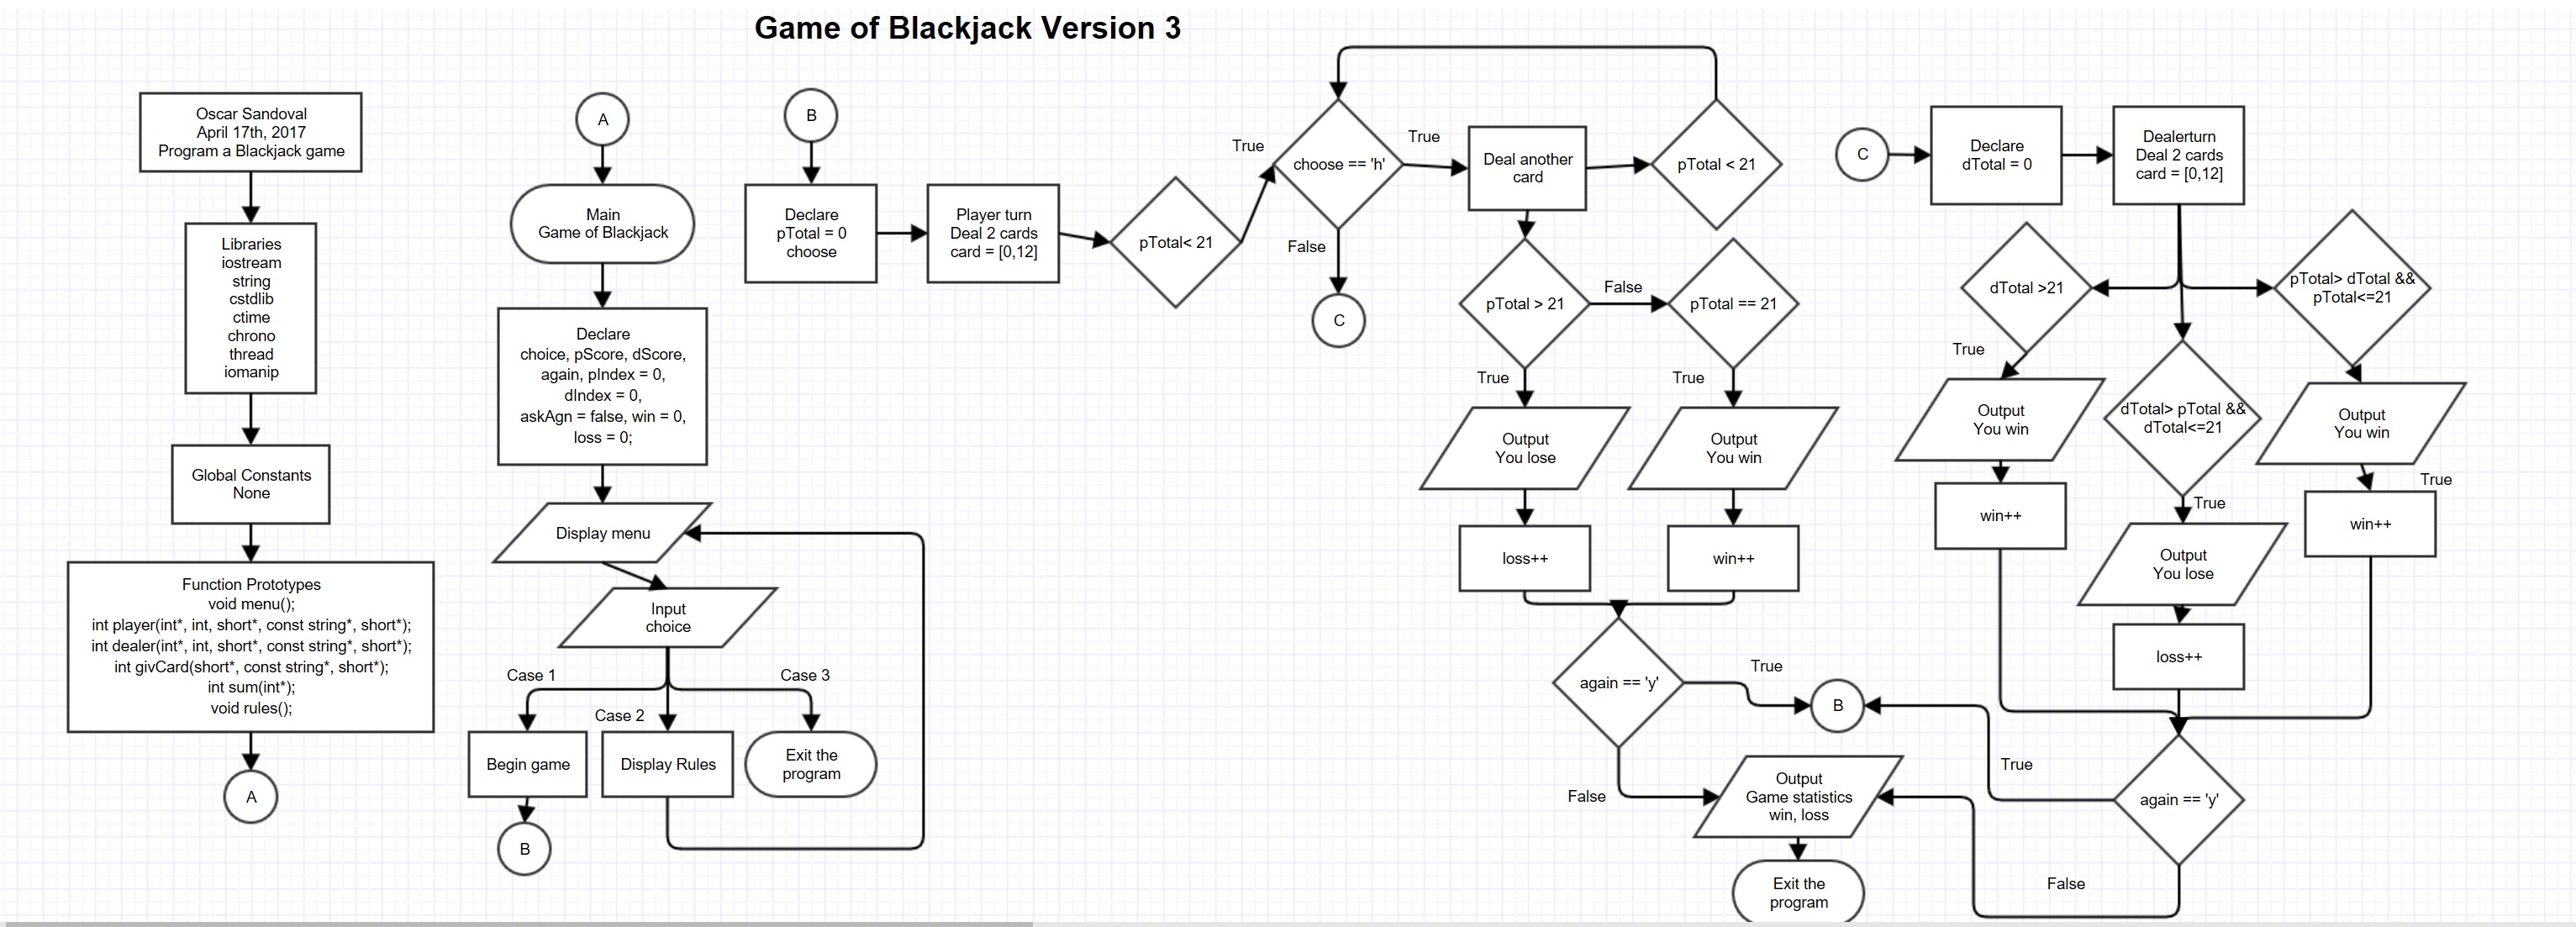 Game of Blackjack Version 3
Oscar Sandoval
April 17th, 2017
Program a Blackjack game
Libraries
iostream
string
cstdlib
ctime
chrono
thread
iomanip
Global Constants
None
Function Prototypes
void menu();
int player(int*, int, short*, const string*, short*);
int dealer(int*, int, short*, const string*, short*);
int givCard(short*, const string*, short*);
int sum(int*);
void rules();
A
A
Main
Game of Blackjack
Declare
choice, pScore, dScore,
again, pIndex = 0,
dIndex = 0,
askAgn = false, win = 0,
loss = 0;
Display menu
Input
choice
Case 1
Case 2
Case 3
Begin game
Display Rules
Exit the
program
B
B
Declare
pTotal = 0
choose
Player turn
Deal 2 cards
card = [0,12]
pTotal< 21
True
choose == 'h'
True
False
C
Deal another
card
pTotal < 21
pTotal > 21
False
pTotal == 21
True
True
Output
You lose
Output
You win
loss++
win++
again == 'y'
True
B
False
Output
Game statistics
win, loss
Exit the
program
C
Declare
dTotal = 0
Dealerturn
Deal 2 cards
card = [0,12]
dTotal >21
pTotal> dTotal &&
pTotal<=21
True
dTotal> pTotal &&
dTotal<=21
Output
You win
Output
You win
True
True
win++
win++
Output
You lose
loss++
True
again == 'y'
False